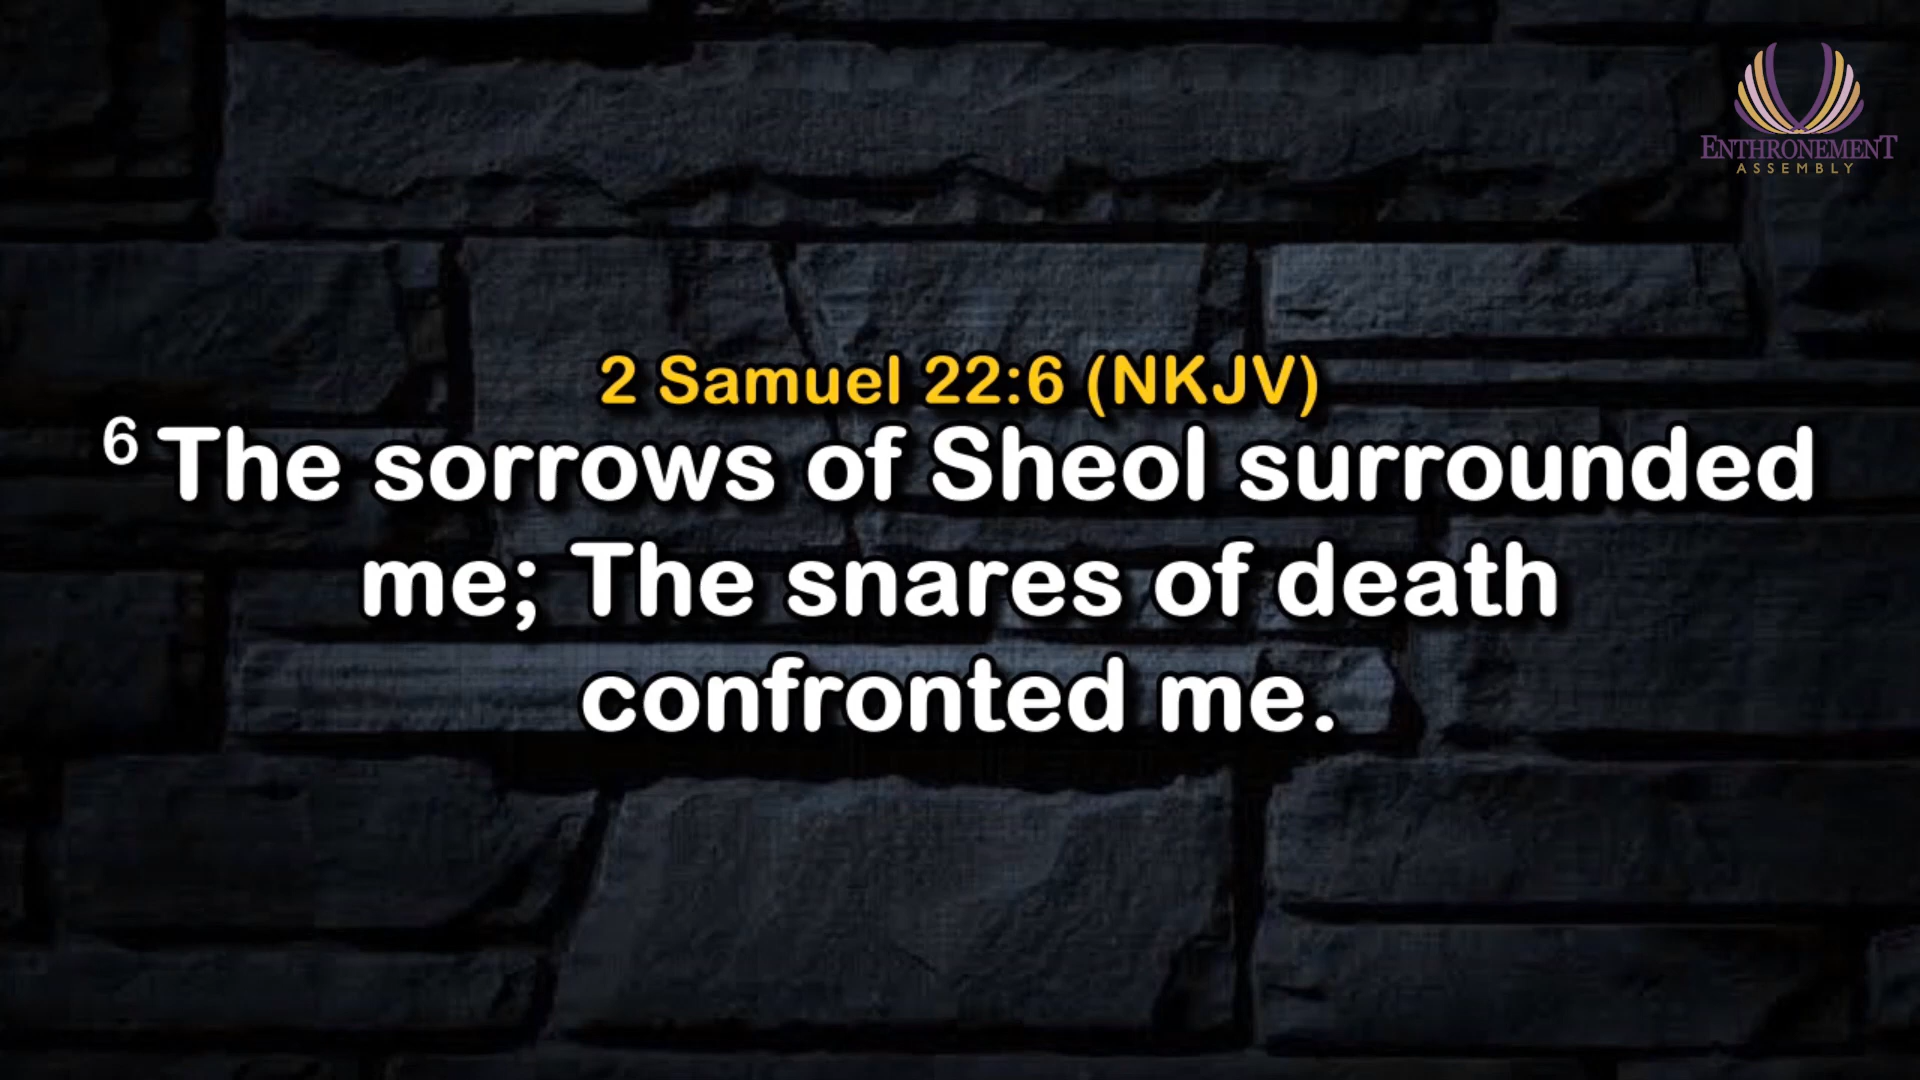 ENTHRONEMENT
ASSEMBLY
2 Samuel 22:6 (NKJV)
6 The sorrows of Sheol surrounded
me; The snares of death
confronted me.